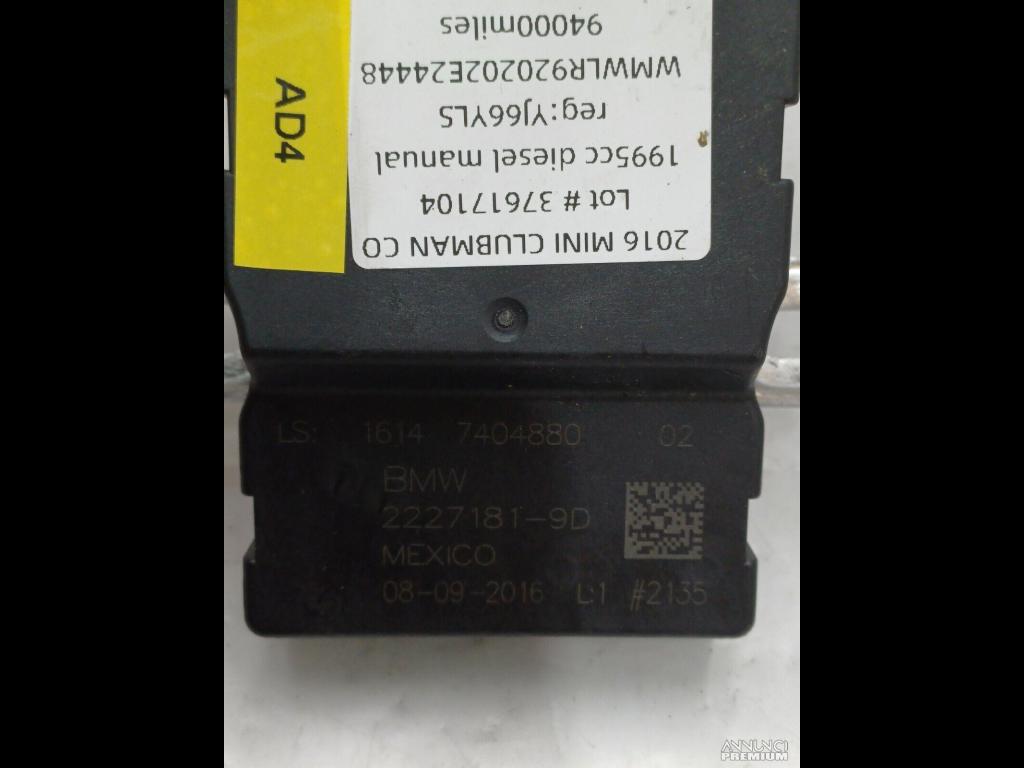 2016 MINI CLUBMAN CO
Lot # 37617104
1995cc diesel manual
reg:YJ66YLS
WMWLR920202E24448
94000miles
AD4
LS: 1614 7404880 02
BMW
2227181-9D
MEXICO
08-09-2016 L:1 #2135
ANNUNCI
PREMIUM